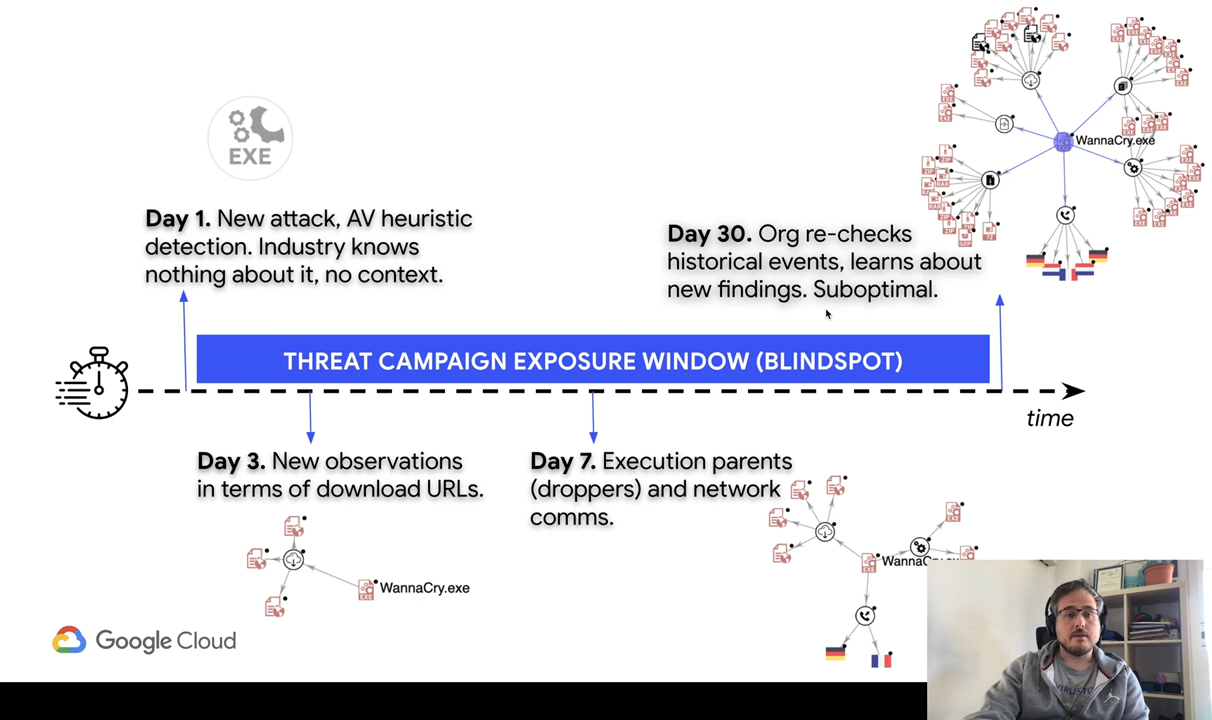 EXE
Day 1. New attack, AV heuristic
detection. Industry knows
nothing about it, no context.
WannaCry.exe
Day 30. Org re-checks
historical events, learns about
new findings. Suboptimal.
THREAT CAMPAIGN EXPOSURE WINDOW (BLINDSPOT)
time
Day 3. New observations
in terms of download URLs.
Day 7. Execution parents
(droppers) and network
comms.
WannaCry.exe
EXE
Google Cloud